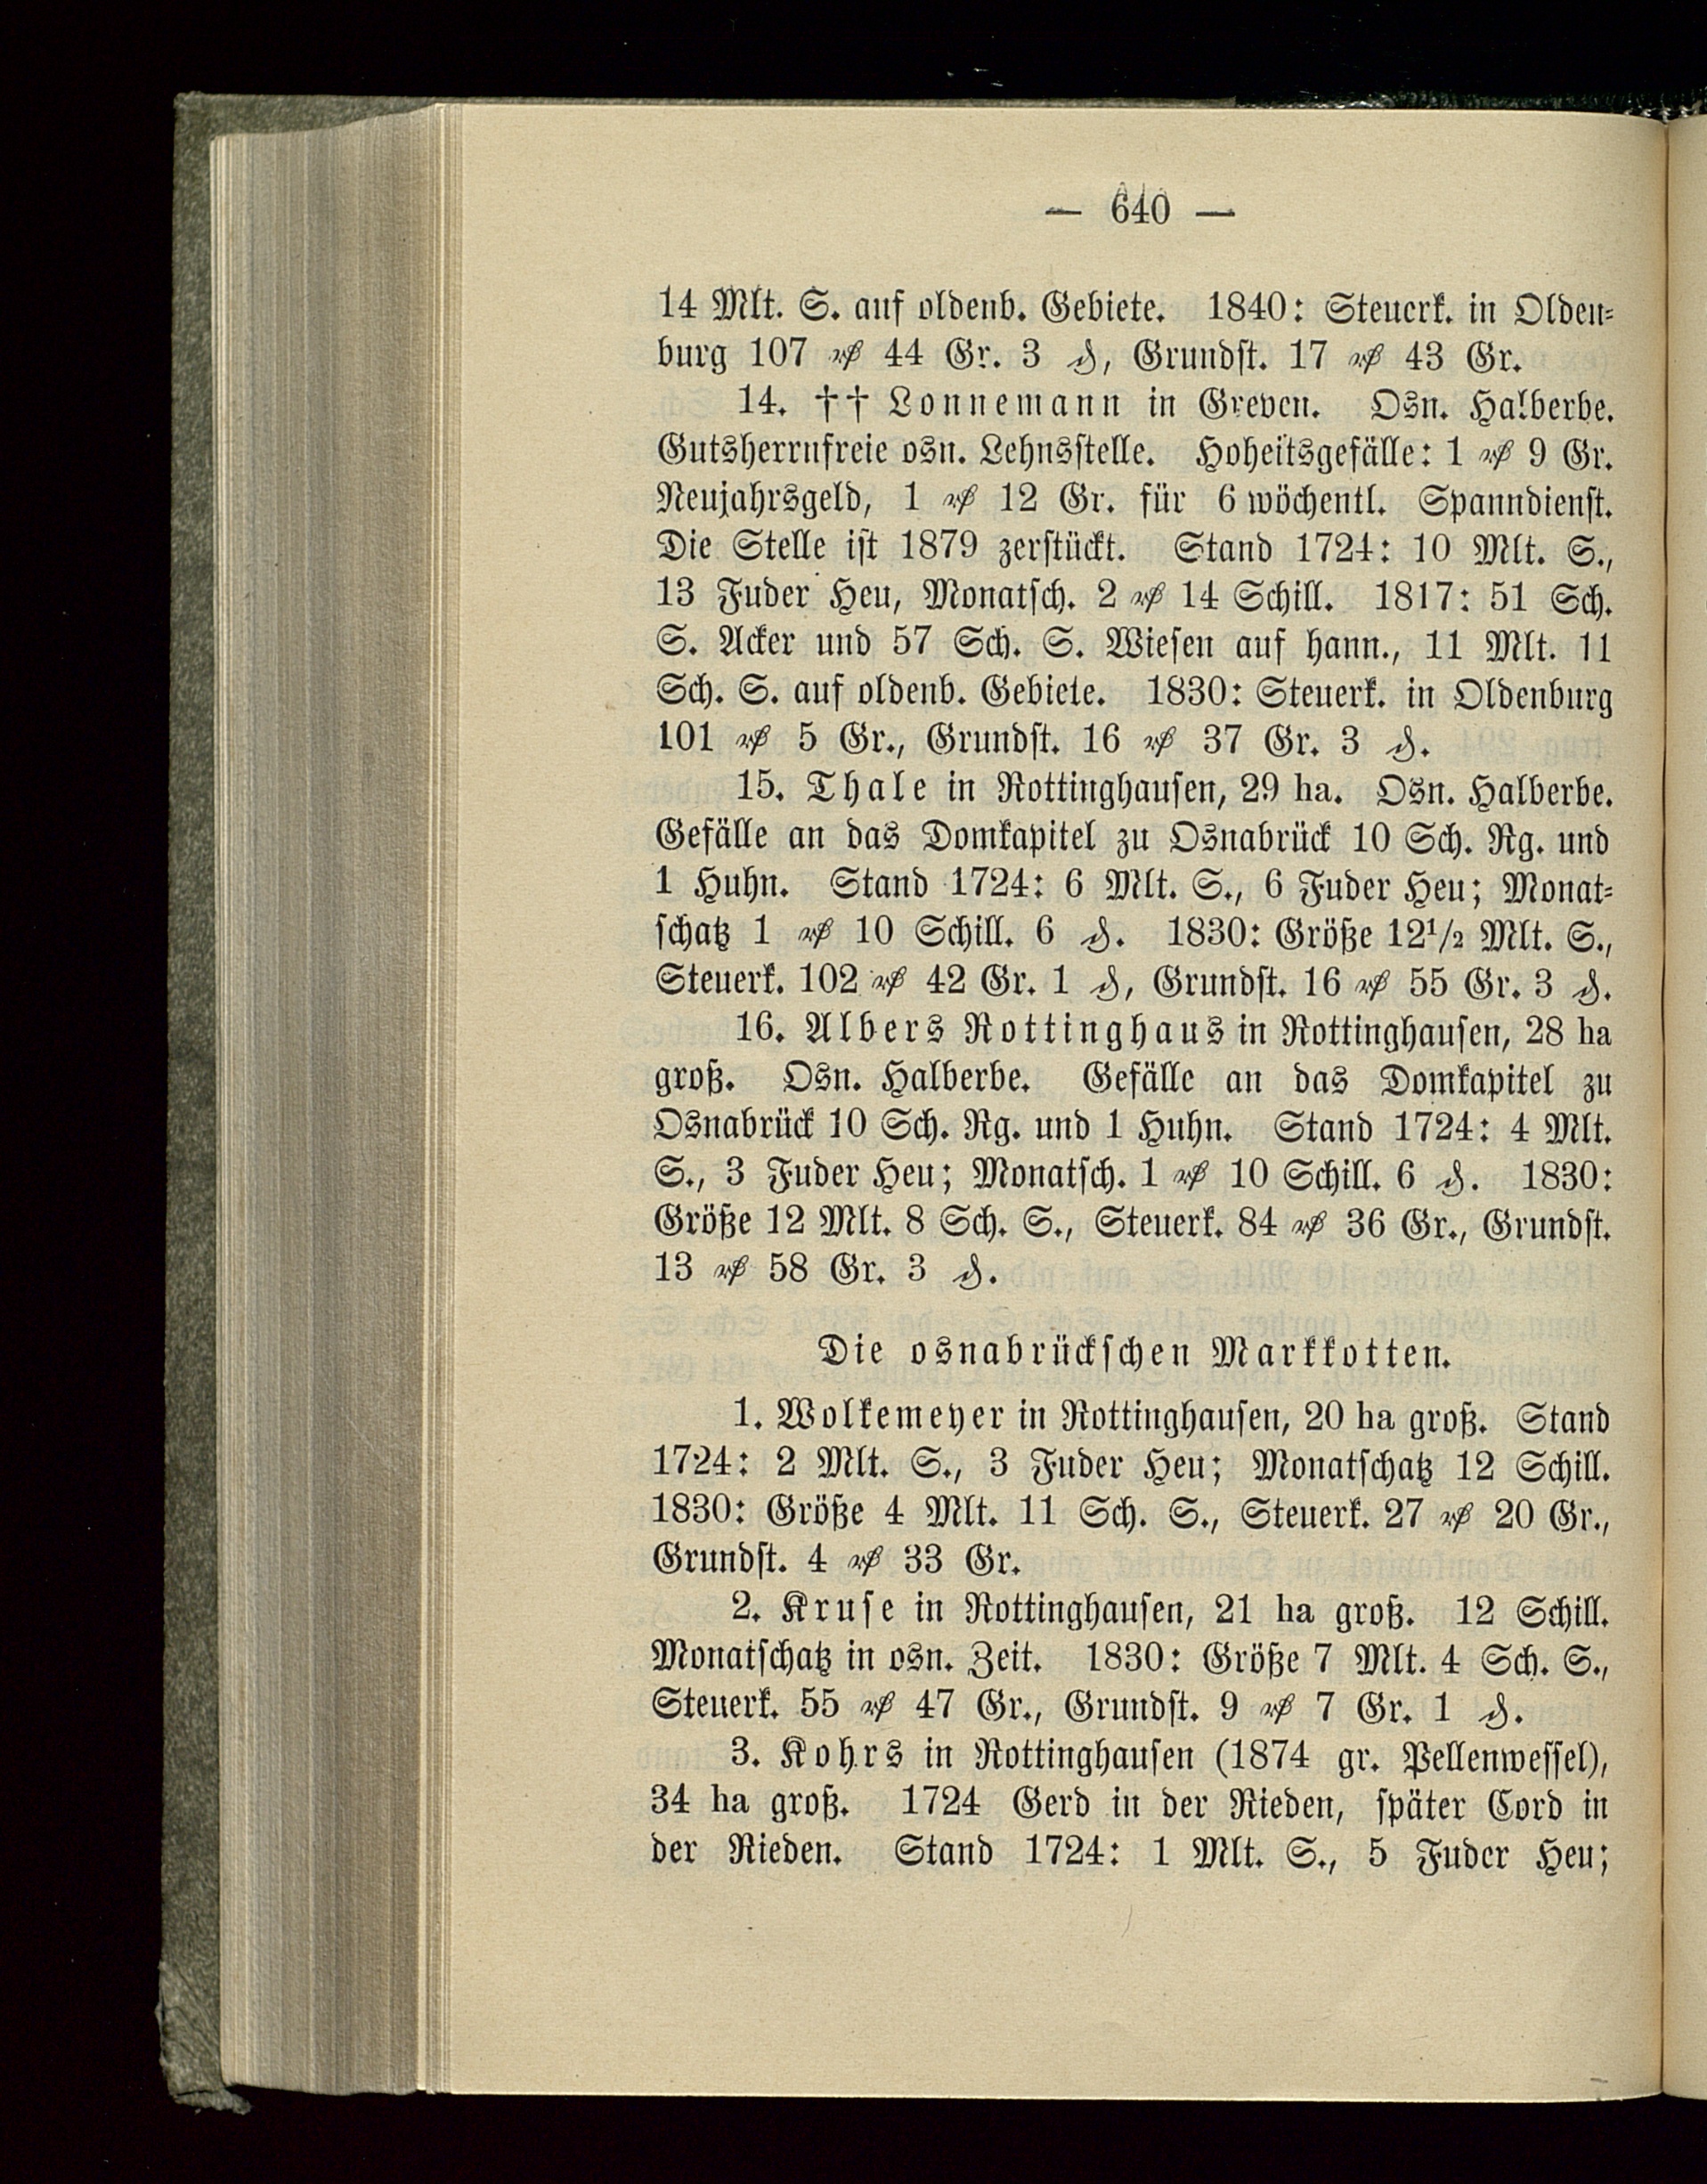 — 640 —
14 Mlt. S. auf oldenb. Gebiete. 1840: Steuerk. in Olden-
burg 107 ₰ 44 Gr. 3 ₰, Grundst. 17 ₰ 43 Gr.
14. †† Lonnemann in Greven. Osn. Halberbe.
Gutsherrnfreie osn. Lehnsstelle. Hoheitsgefälle: 1 ₰ 9 Gr.
Neujahrsgeld, 1 ₰ 12 Gr. für 6 wöchentl. Spanndienst.
Die Stelle ist 1879 zerstückt. Stand 1724: 10 Mlt. S.,
13 Fuder Heu, Monatsch. 2 ₰ 14 Schill. 1817: 51 Sch.
S. Acker und 57 Sch. S. Wiesen auf hann., 11 Mlt. 11
Sch. S. auf oldenb. Gebiete. 1830: Steuerk. in Oldenburg
101 ₰ 5 Gr., Grundst. 16 ₰ 37 Gr. 3 ₰.
15. Thale in Rottinghausen, 29 ha. Osn. Halberbe.
Gefälle an das Domkapitel zu Osnabrück 10 Sch. Rg. und
1 Huhn. Stand 1724: 6 Mlt. S., 6 Fuder Heu; Monat-
schatz 1 ₰ 10 Schill. 6 ₰. 1830: Größe 12 1/2 Mlt. S.,
Steuerk. 102 ₰ 42 Gr. 1 ₰, Grundst. 16 ₰ 55 Gr. 3 ₰.
16. Albers Rottinghaus in Rottinghausen, 28 ha
groß. Osn. Halberbe. Gefälle an das Domkapitel zu
Osnabrück 10 Sch. Rg. und 1 Huhn. Stand 1724: 4 Mlt.
S., 3 Fuder Heu; Monatsch. 1 ₰ 10 Schill. 6 ₰. 1830:
Größe 12 Mlt. 8 Sch. S., Steuerk. 84 ₰ 36 Gr., Grundst.
13 ₰ 58 Gr. 3 ₰.
Die osnabrückschen Markkotten.
1. Wolkemeyer in Rottinghausen, 20 ha groß. Stand
1724: 2 Mlt. S., 3 Fuder Heu; Monatschatz 12 Schill.
1830: Größe 4 Mlt. 11 Sch. S., Steuerk. 27 ₰ 20 Gr.,
Grundst. 4 ₰ 33 Gr.
2. Kruse in Rottinghausen, 21 ha groß. 12 Schill.
Monatschatz in osn. Zeit. 1830: Größe 7 Mlt. 4 Sch. S.,
Steuerk. 55 ₰ 47 Gr., Grundst. 9 ₰ 7 Gr. 1 ₰.
3. Kohrs in Rottinghausen (1874 gr. Pellenwessel),
34 ha groß. 1724 Gerd in der Rieden, später Cord in
der Rieden. Stand 1724: 1 Mlt. S., 5 Fuder Heu;